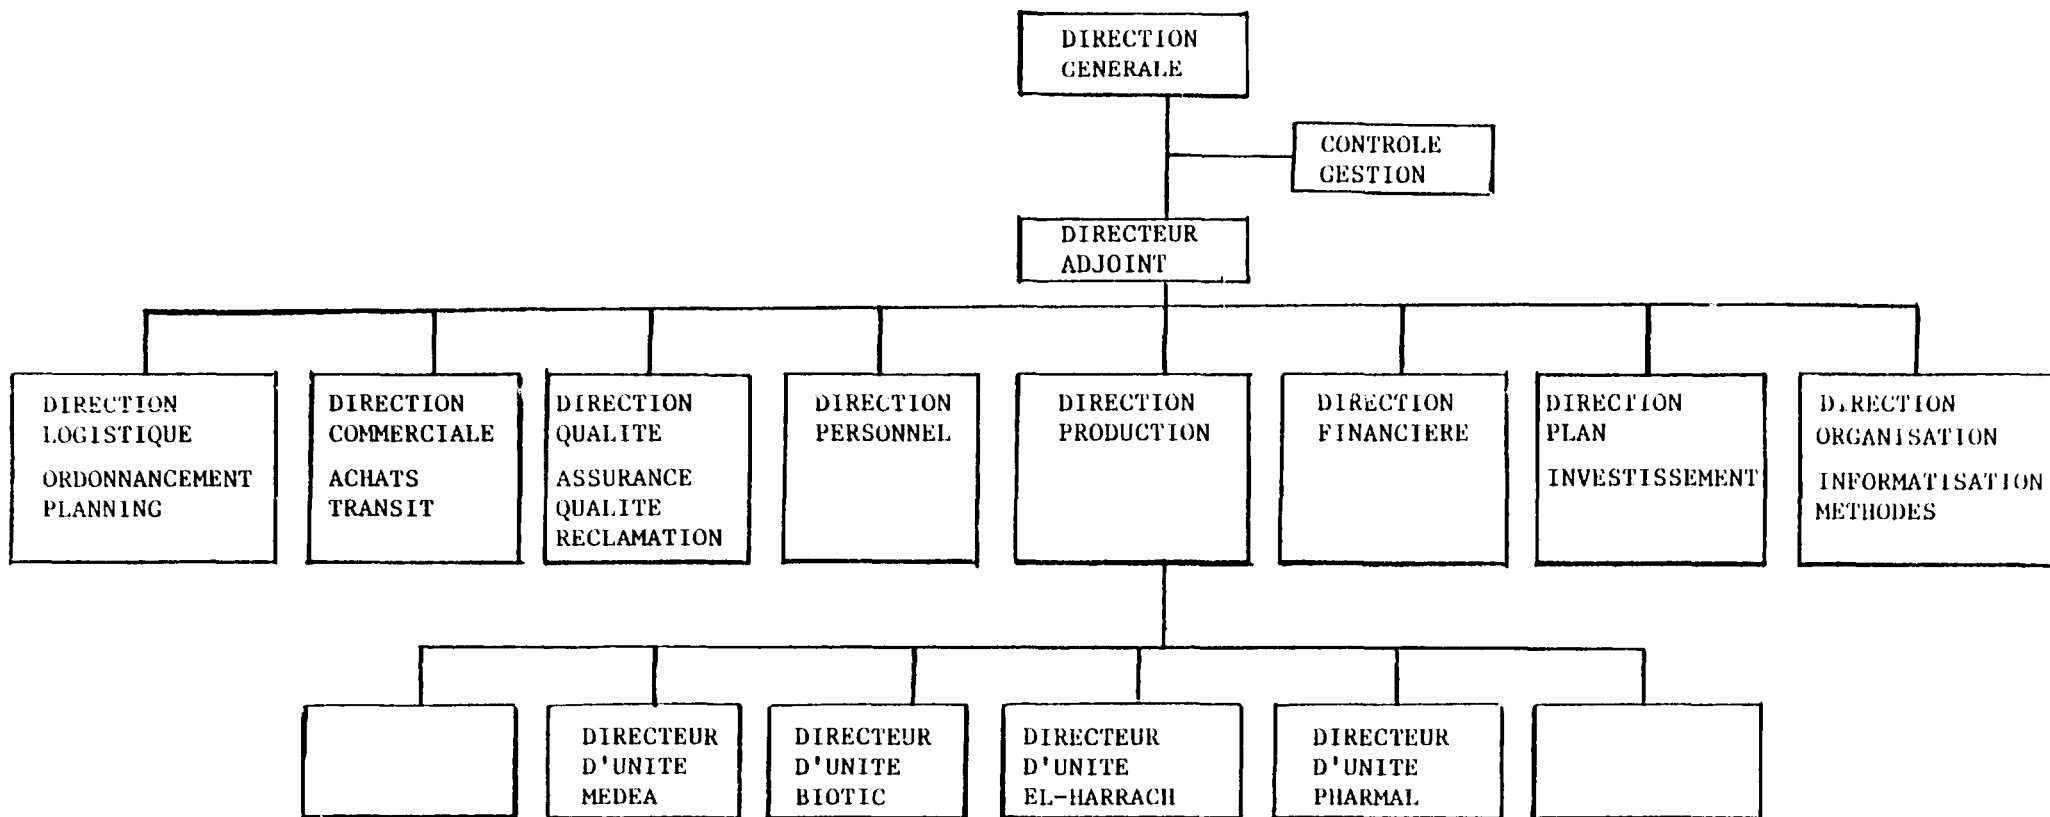 DIRECTION
GENERALE
CONTROLE
GESTION
DIRECTEUR
ADJOINT
DIRECTION
LOGISTIQUE
ORDONNANCEMENT
PLANNING
DIRECTION
COMMERCIALE
ACHATS
TRANSIT
DIRECTION
QUALITE
ASSURANCE
QUALITE
RECLAMATION
DIRECTION
PERSONNEL
DIRECTION
PRODUCTION
DIRECTION
FINANCIERE
DIRECTION
PLAN
INVESTISSEMENT
DIRECTION
ORGANISATION
INFORMATISATION
METHODES
DIRECTEUR
D'UNITE
MEDEA
DIRECTEUR
D'UNITE
BIOTIC
DIRECTEUR
D'UNITE
EL-HARRACH
DIRECTEUR
D'UNITE
PHARMAL